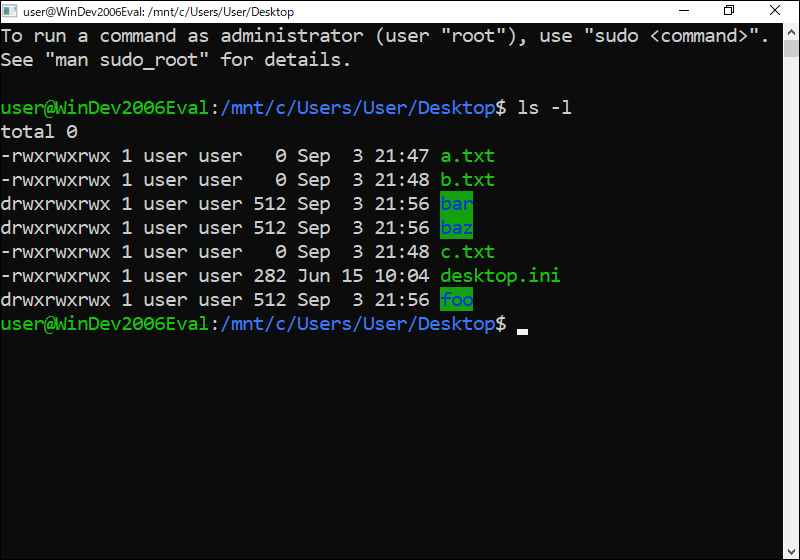 user@WinDev2006Eval: /mnt/c/Users/User/Desktop
To run a command as administrator (user "root"), use "sudo <command>".
See "man sudo_root" for details.
user@WinDev2006Eval:/mnt/c/Users/User/Desktop$ ls -l
total 0
-rwxrwxrwx 1 user user   0 Sep  3 21:47 a.txt
-rwxrwxrwx 1 user user   0 Sep  3 21:48 b.txt
drwxrwxrwx 1 user user 512 Sep  3 21:56 bar
drwxrwxrwx 1 user user 512 Sep  3 21:56 baz
-rwxrwxrwx 1 user user   0 Sep  3 21:48 c.txt
-rwxrwxrwx 1 user user 282 Jun 15 10:04 desktop.ini
drwxrwxrwx 1 user user 512 Sep  3 21:56 foo
user@WinDev2006Eval:/mnt/c/Users/User/Desktop$